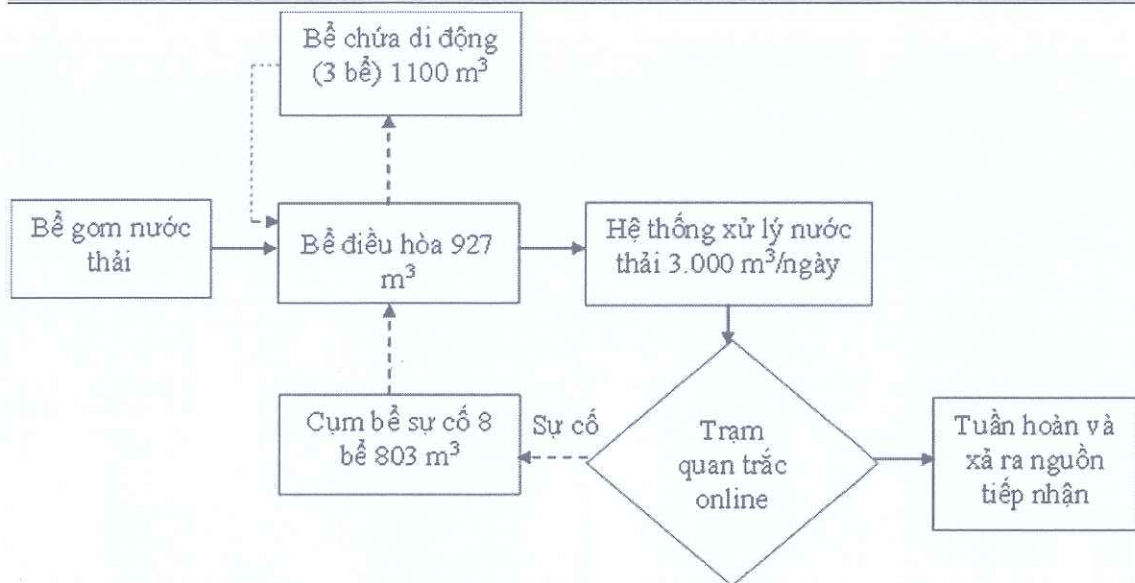 Bể chứa di động
(3 bể) 1100 m³
Bể gom nước
thải
Bể điều hòa 927
m³
Hệ thống xử lý nước
thải 3.000 m³/ngày
Cụm bể sự cố 8
bể 803 m³
Sự cố
Trạm
quan trắc
online
Tuần hoàn và
xả ra nguồn
tiếp nhận